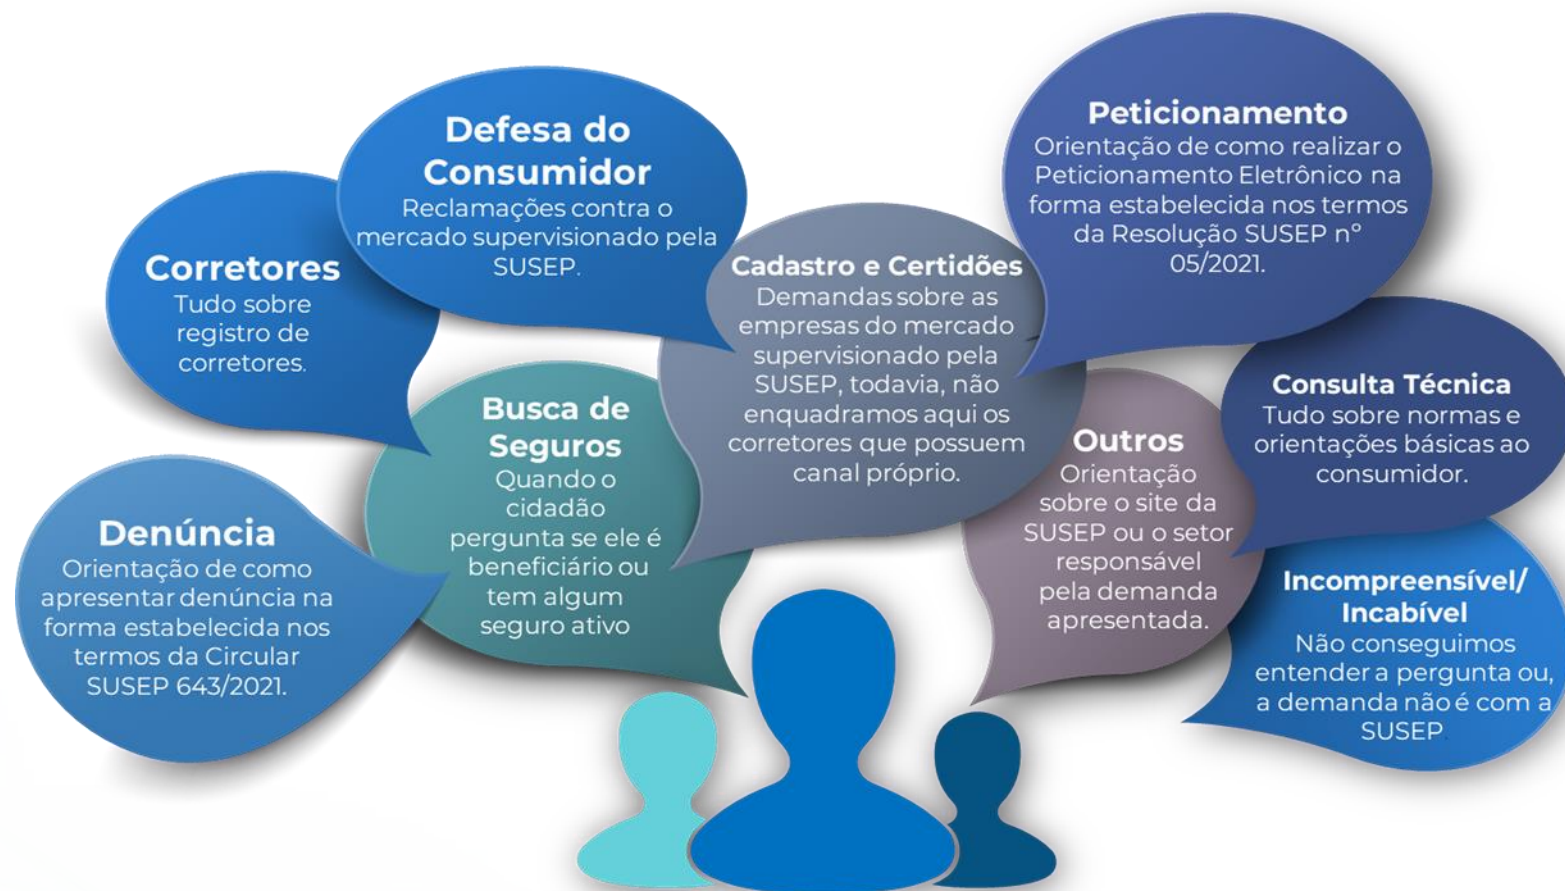 Defesa do
Consumidor
Reclamações contra o
mercado supervisionado pela
SUSEP.
Peticionamento
Orientação de como realizar o
Peticionamento Eletrônico na
forma estabelecida nos termos
da Resolução SUSEP nº
05/2021.
Corretores
Tudo sobre
registro de
corretores.
Cadastro e Certidões
Demandas sobre as
empresas do mercado
supervisionado pela
SUSEP, todavia, não
enquadramos aqui os
corretores que possuem
canal próprio.
Consulta Técnica
Tudo sobre normas e
orientações básicas ao
consumidor.
Busca de
Seguros
Quando o
cidadão
pergunta se ele é
beneficiário ou
tem algum
seguro ativo
Outros
Orientação
sobre o site da
SUSEP ou o setor
responsável
pela demanda
apresentada.
Denúncia
Orientação de como
apresentar denúncia na
forma estabelecida nos
termos da Circular
SUSEP 643/2021.
Incompreensível/
Incabível
Não conseguimos
entender a pergunta ou,
a demanda não é com a
SUSEP.